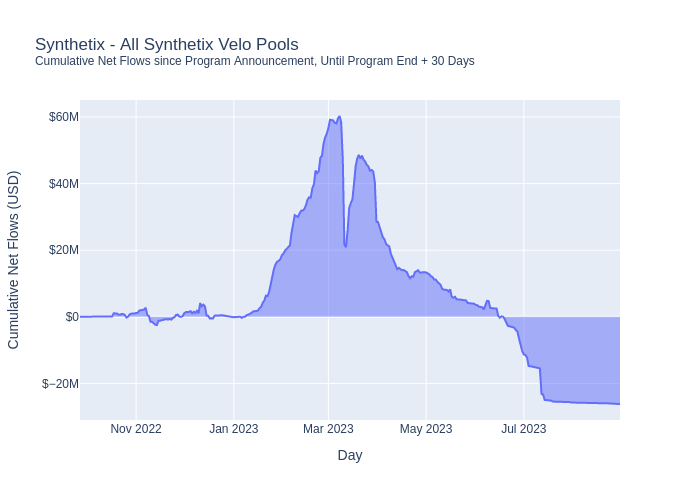 Synthetix - All Synthetix Velo Pools
Cumulative Net Flows since Program Announcement, Until Program End + 30 Days
Cumulative Net Flows (USD)
$60M
$40M
$20M
$0
$−20M
Nov 2022
Jan 2023
Mar 2023
May 2023
Jul 2023
Day